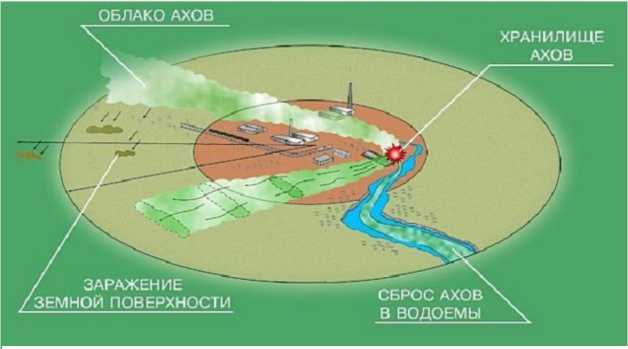 ОБЛАКО АХОВ
ХРАНИЛИЩЕ
АХОВ
ЗАРАЖЕНИЕ
ЗЕМНОЙ ПОВЕРХНОСТИ
СБРОС АХОВ
В ВОДОЕМЫ